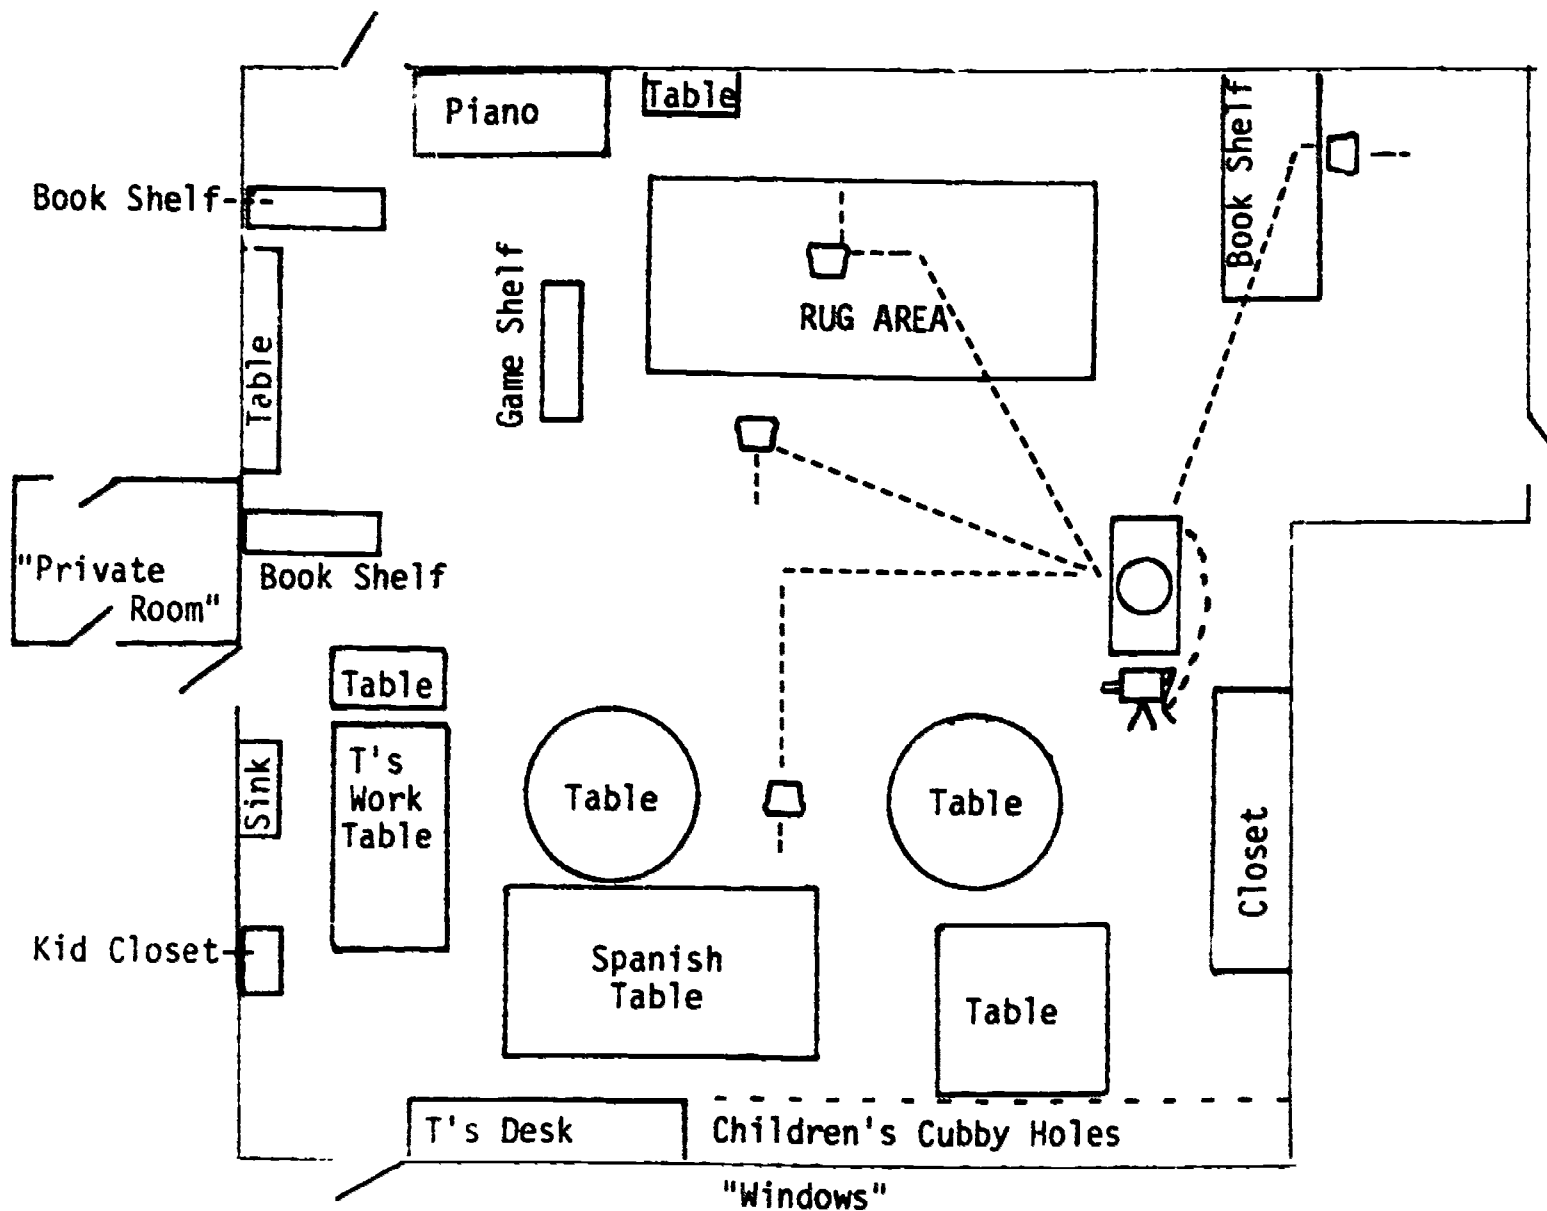 Piano
Table
Book Shelf
Book Shelf
Game Shelf
RUG AREA
Table
"Private
Room"
Book Shelf
Table
T's
Work
Table
Sink
Table
Table
Closet
Kid Closet
Spanish
Table
Table
T's Desk
Children's Cubby Holes
"Windows"